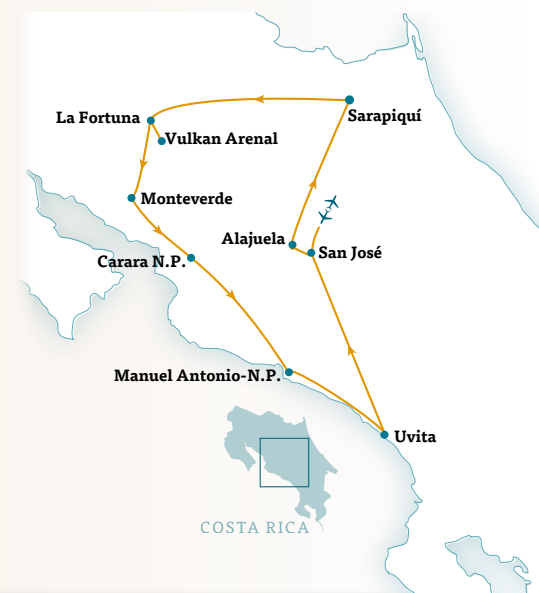 La Fortuna
Sarapiquí
Vulkan Arenal
Monteverde
Alajuela
San José
Carara N.P.
Manuel Antonio-N.P.
Uvita
COSTA RICA